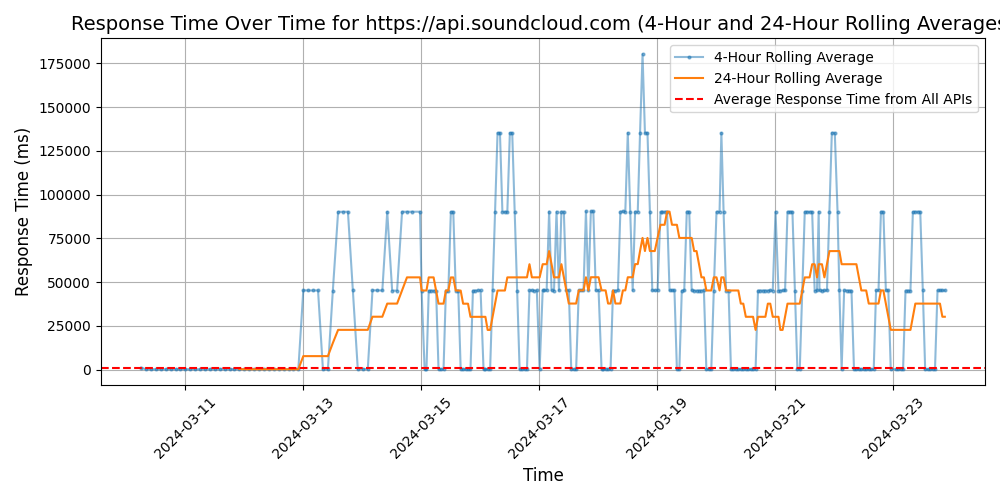 Response Time Over Time for https://api.soundcloud.com (4-Hour and 24-Hour Rolling Averages
4-Hour Rolling Average
24-Hour Rolling Average
Average Response Time from All APIs
Response Time (ms)
175000
150000
125000
100000
75000
50000
25000
0
2024-03-11
2024-03-13
2024-03-15
2024-03-17
2024-03-19
2024-03-21
2024-03-23
Time